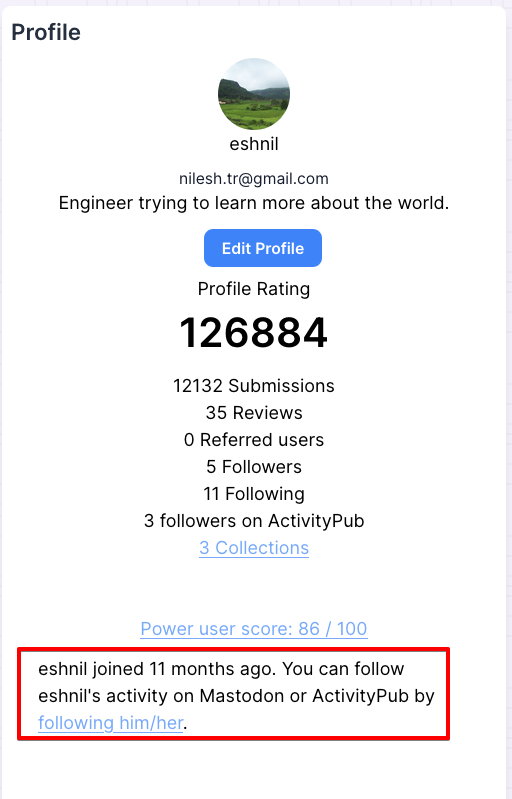 Profile
eshnil
nilesh.tr@gmail.com
Engineer trying to learn more about the world.
Edit Profile
Profile Rating
126884
12132 Submissions
35 Reviews
0 Referred users
5 Followers
11 Following
3 followers on ActivityPub
3 Collections
Power user score: 86 / 100
eshnil joined 11 months ago. You can follow
eshnil's activity on Mastodon or ActivityPub by
following him/her.